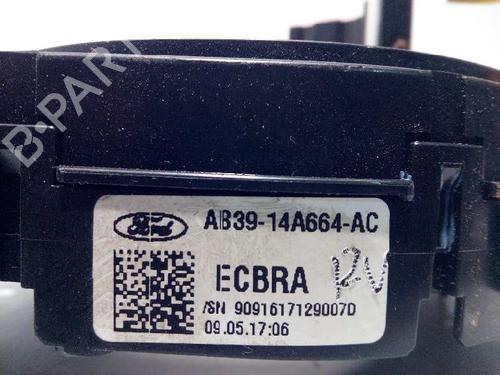 B-PARTS
Ford
AB39-14A664-AC
ECBRA
/SN 9091617129007D
09.05.17:06